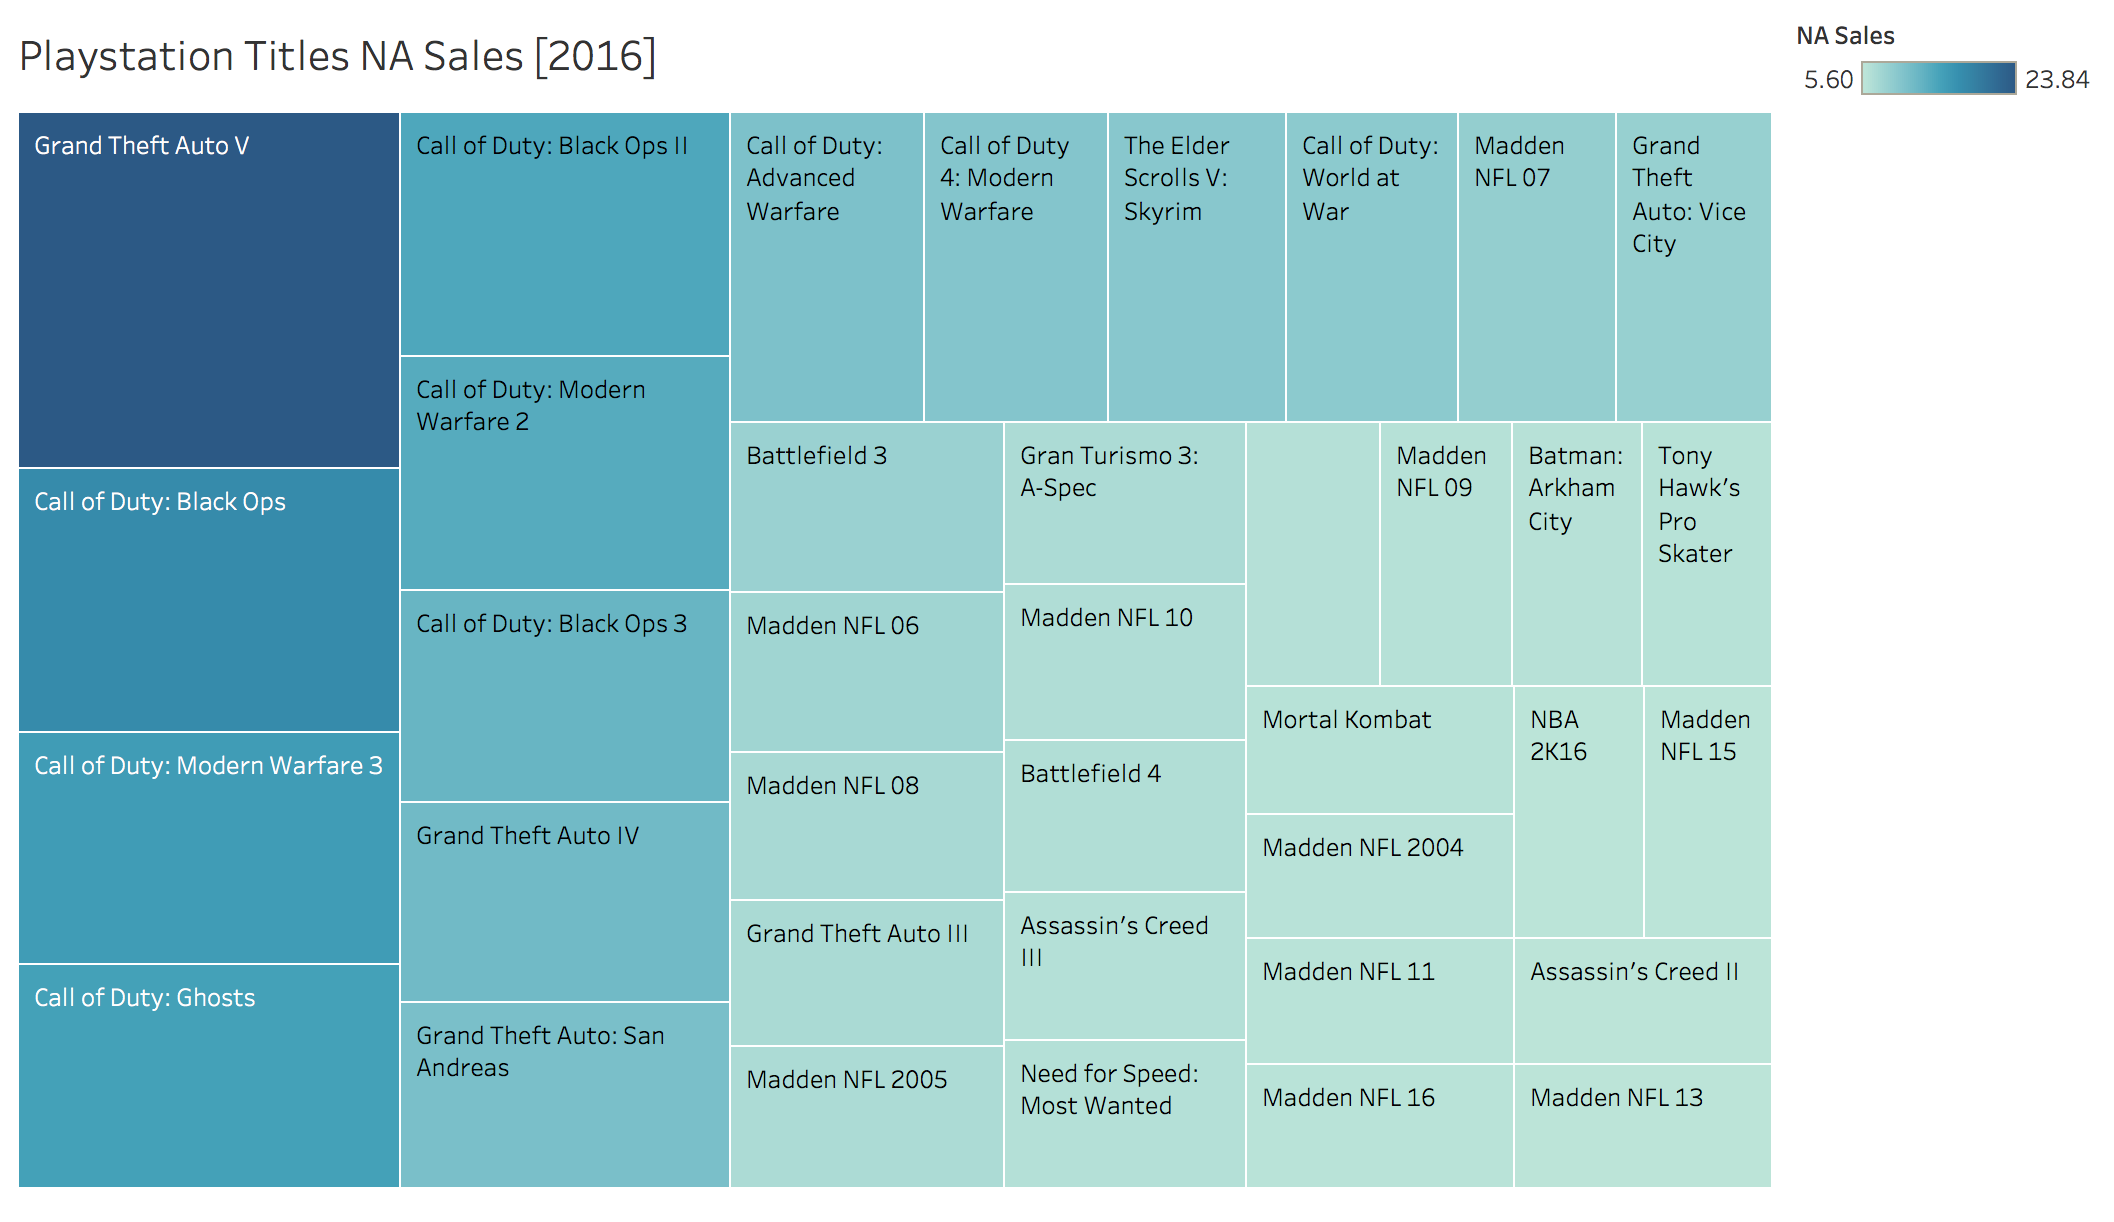 Playstation Titles NA Sales [2016]
NA Sales
5.60
23.84
Grand Theft Auto V
Call of Duty: Black Ops
Call of Duty: Modern Warfare 3
Call of Duty: Ghosts
Call of Duty: Black Ops II
Call of Duty: Modern
Warfare 2
Call of Duty: Black Ops 3
Grand Theft Auto IV
Grand Theft Auto: San
Andreas
Call of Duty:
Advanced
Warfare
Call of Duty
4: Modern
Warfare
The Elder
Scrolls V:
Skyrim
Call of Duty:
World at
War
Madden
NFL 07
Grand
Theft
Auto: Vice
City
Battlefield 3
Madden NFL 06
Madden NFL 08
Grand Theft Auto III
Madden NFL 2005
Gran Turismo 3:
A-Spec
Madden NFL 10
Battlefield 4
Assassin’s Creed
III
Need for Speed:
Most Wanted
Madden
NFL 09
Batman:
Arkham
City
Tony
Hawk’s
Pro
Skater
Mortal Kombat
Madden NFL 2004
Madden NFL 11
Madden NFL 16
NBA
2K16
Madden
NFL 15
Assassin’s Creed II
Madden NFL 13